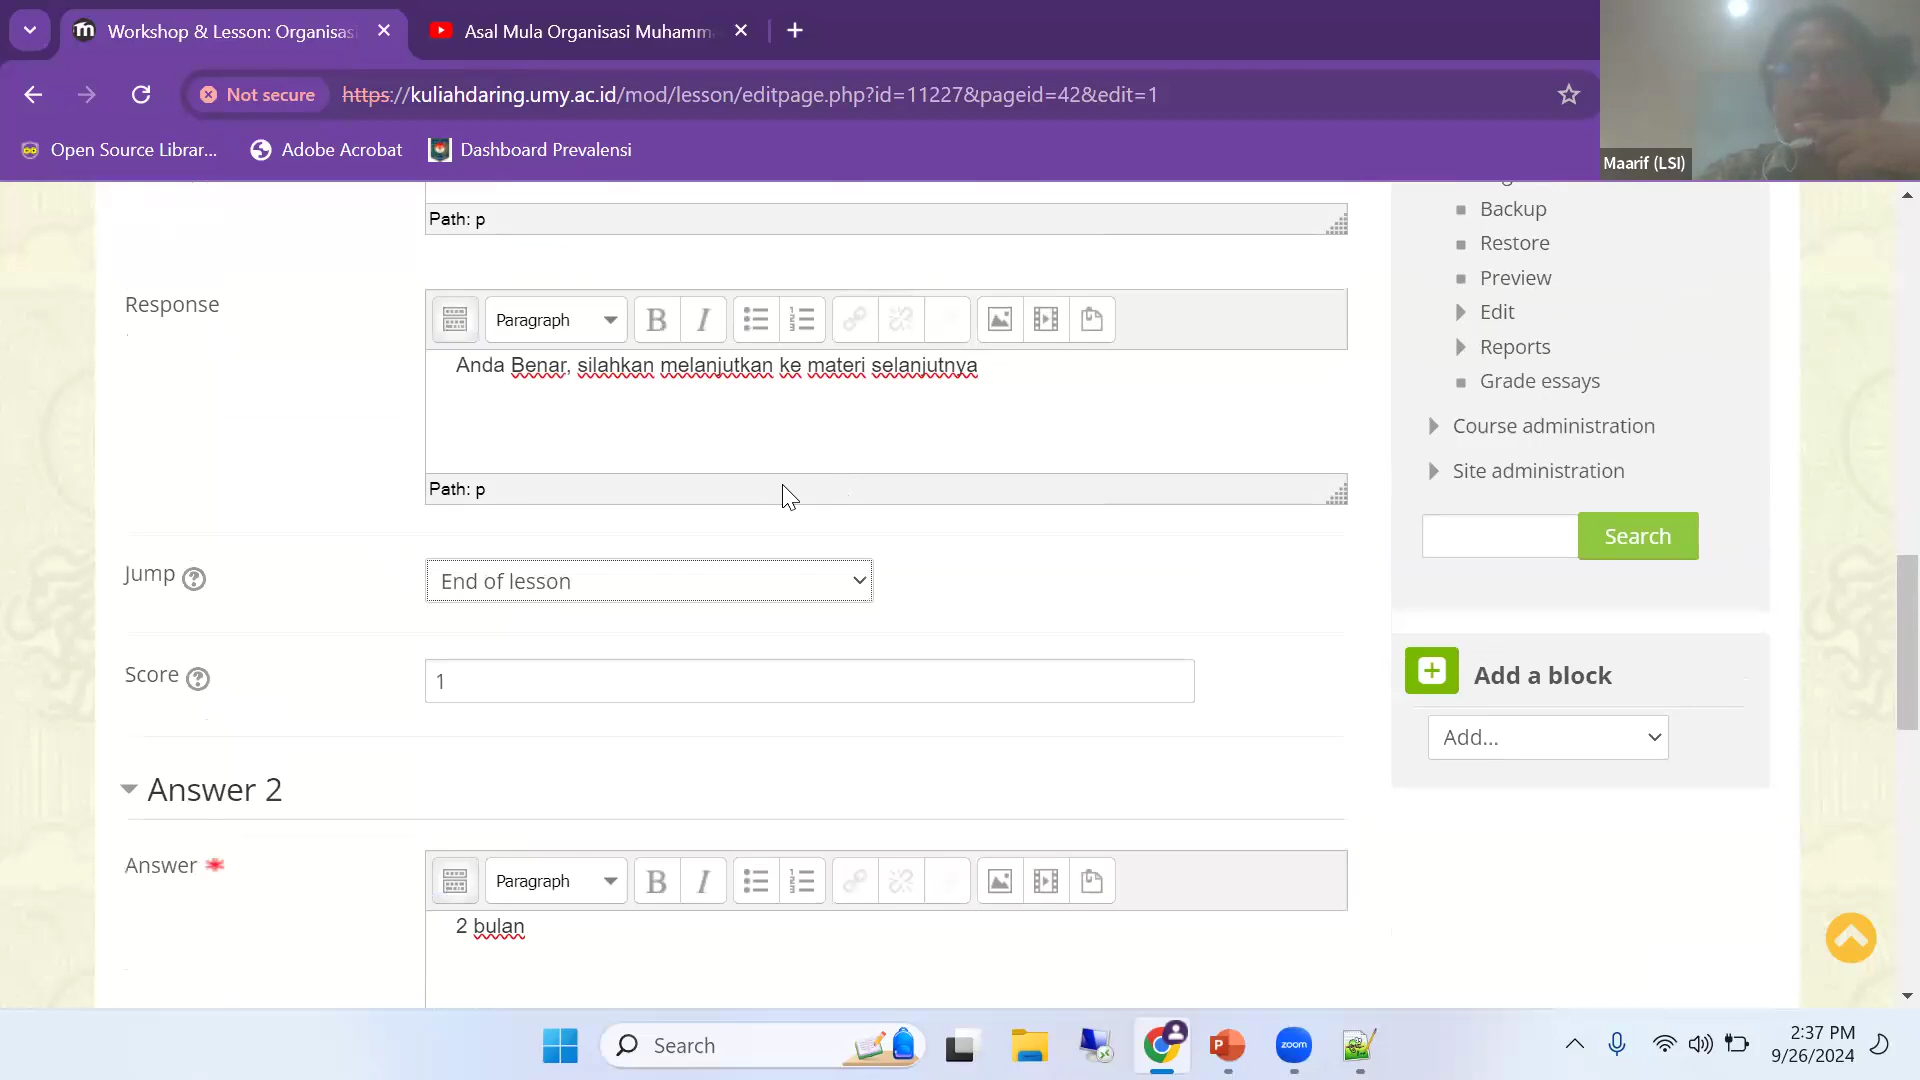 Workshop & Lesson: Organisasi
Asal Mula Organisasi Muhamm
Not secure
https://kuliahdaring.umy.ac.id/mod/lesson/editpage.php?id=11227&pageid=42&edit=1
Open Source Librar...
Adobe Acrobat
Dashboard Prevalensi
Maarif (LSI)
Path: p
Response
Paragraph
B
I
Anda Benar, silahkan melanjutkan ke materi selanjutnya
Path: p
Jump
End of lesson
Score
1
Answer 2
Answer
Paragraph
B
I
2 bulan
Backup
Restore
Preview
Edit
Reports
Grade essays
Course administration
Site administration
Search
Add a block
Add...
Search
zoom
2:37 PM
9/26/2024